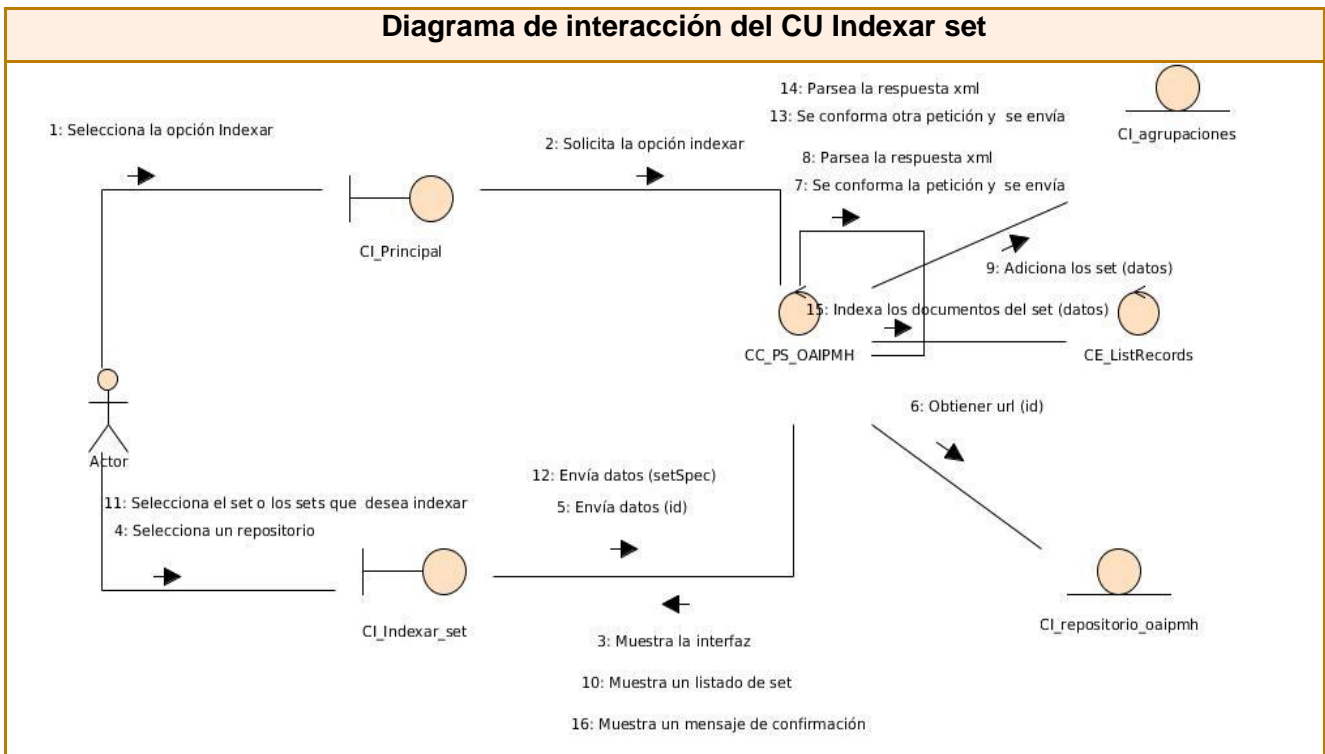 Diagrama de interacción del CU Indexar set
14: Parsea la respuesta xml
1: Selecciona la opción Indexar
13: Se conforma otra petición y se envía
CI_agrupaciones
2: Solicita la opción indexar
8: Parsea la respuesta xml
7: Se conforma la petición y se envía
CI_Principal
9: Adiciona los set (datos)
15: Indexa los documentos del set (datos)
CC_PS_OAIPMH
CE_ListRecords
6: Obtiener url (id)
Actor
12: Envía datos (setSpec)
11: Selecciona el set o los sets que desea indexar
5: Envía datos (id)
4: Selecciona un repositorio
CI_Indexar_set
CI_repositorio_oaipmh
3: Muestra la interfaz
10: Muestra un listado de set
16: Muestra un mensaje de confirmación